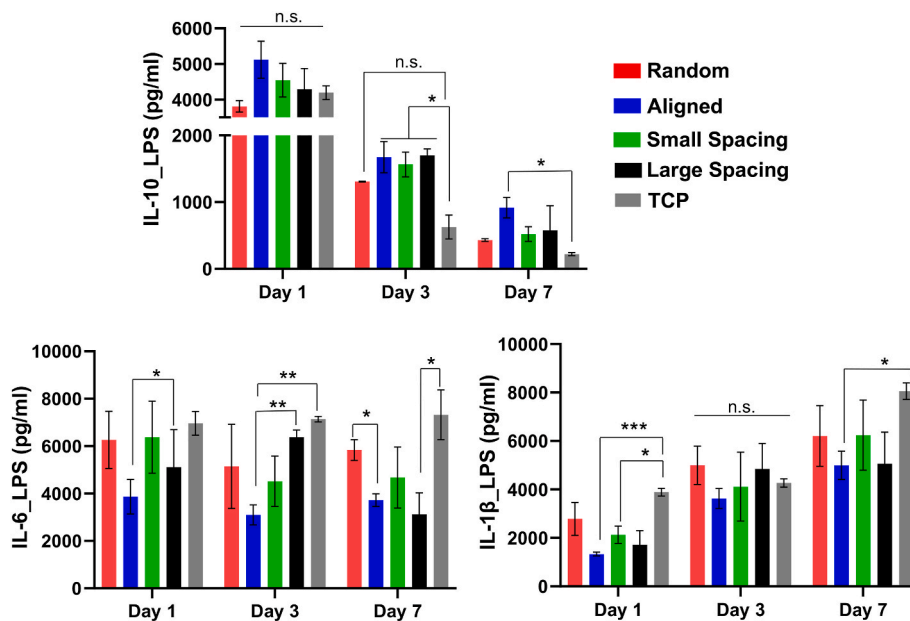 n.s.
6000
5000
4000
2000
1000
0
IL-10_LPS (pg/ml)
n.s.
*
*
Day 1 Day 3 Day 7
Random
Aligned
Small Spacing
Large Spacing
TCP
10000
8000
6000
4000
2000
0
IL-6_LPS (pg/ml)
*
**
**
*
*
Day 1 Day 3 Day 7
10000
8000
6000
4000
2000
0
IL-1β_LPS (pg/ml)
***
*
n.s.
*
Day 1 Day 3 Day 7